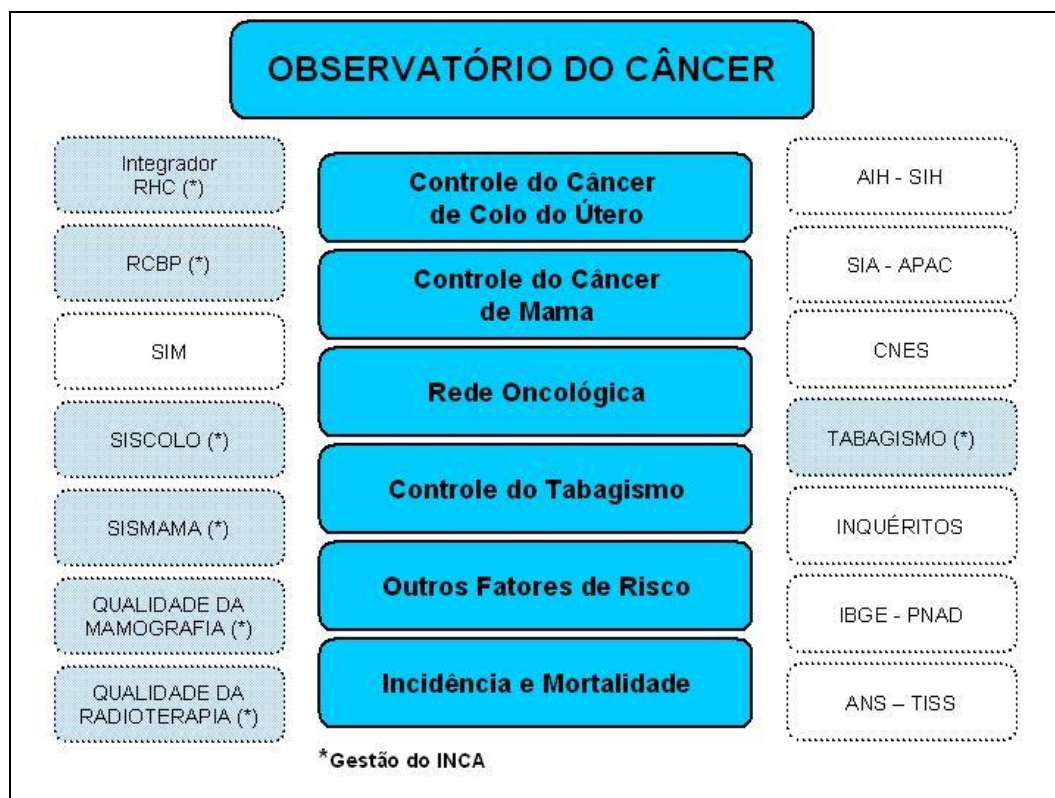 OBSERVATÓRIO DO CÂNCER
Integrador
RHC (*)
RCBP (*)
SIM
SISCOLO (*)
SISMAMA (*)
QUALIDADE DA
MAMOGRAFIA (*)
QUALIDADE DA
RADIOTERAPIA (*)
Controle do Câncer
de Colo do Útero
Controle do Câncer
de Mama
Rede Oncológica
Controle do Tabagismo
Outros Fatores de Risco
Incidência e Mortalidade
*Gestão do INCA
AIH - SIH
SIA - APAC
CNES
TABAGISMO (*)
INQUÉRITOS
IBGE - PNAD
ANS – TISS